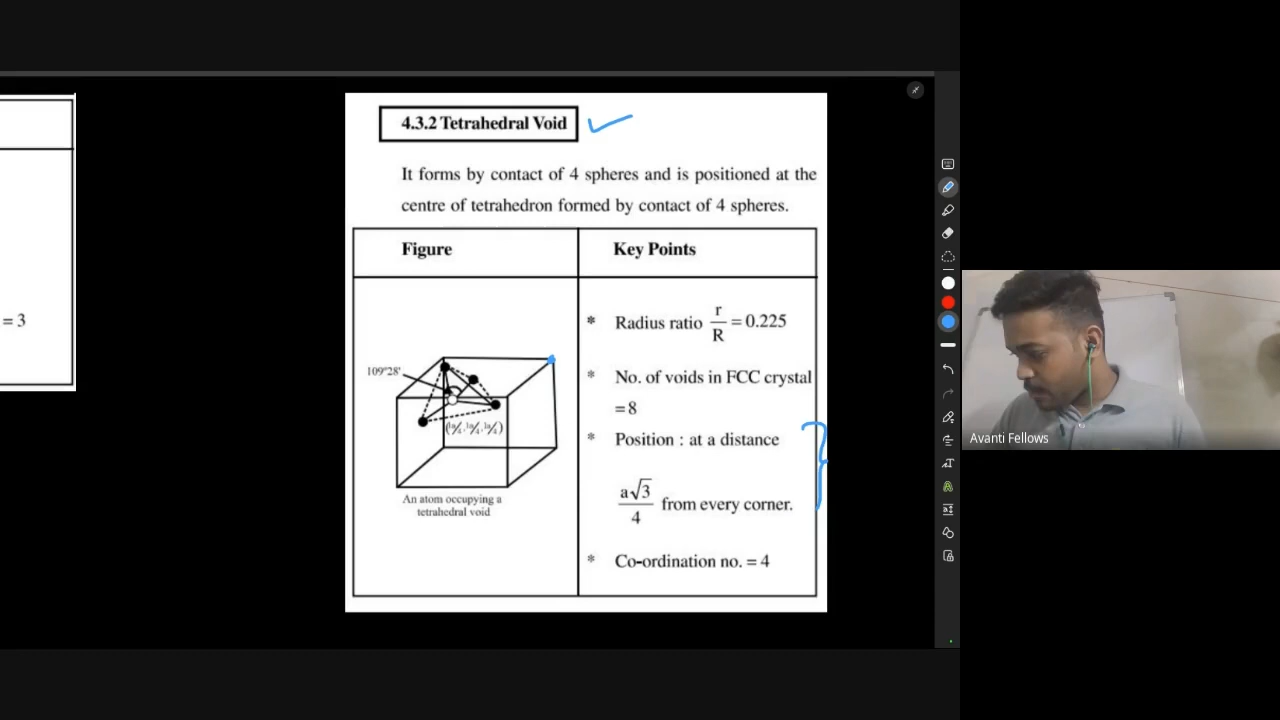 = 3
4.3.2 Tetrahedral Void
It forms by contact of 4 spheres and is positioned at the
centre of tetrahedron formed by contact of 4 spheres.
Figure
Key Points
109°28'
An atom occupying a
tetrahedral void
* Radius ratio r/R = 0.225
* No. of voids in FCC crystal
= 8
* Position : at a distance
a√3/4 from every corner.
* Co-ordination no. = 4
Avanti Fellows